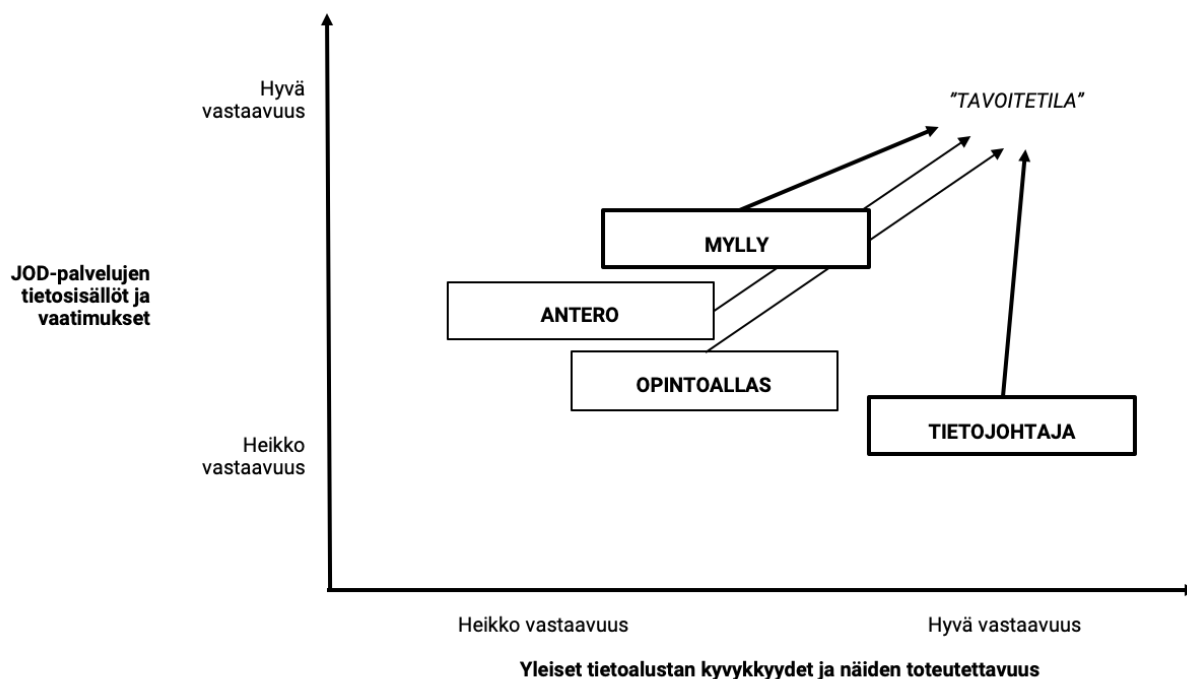 Hyvä
vastaavuus
"TAVOITETILA"
MYLLY
JOD-palvelujen
tietosisällöt ja
vaatimukset
ANTERO
OPINTOALLAS
TIETOJOHTAJA
Heikko
vastaavuus
Heikko vastaavuus
Hyvä vastaavuus
Yleiset tietoalustan kyvykkyydet ja näiden toteutettavuus